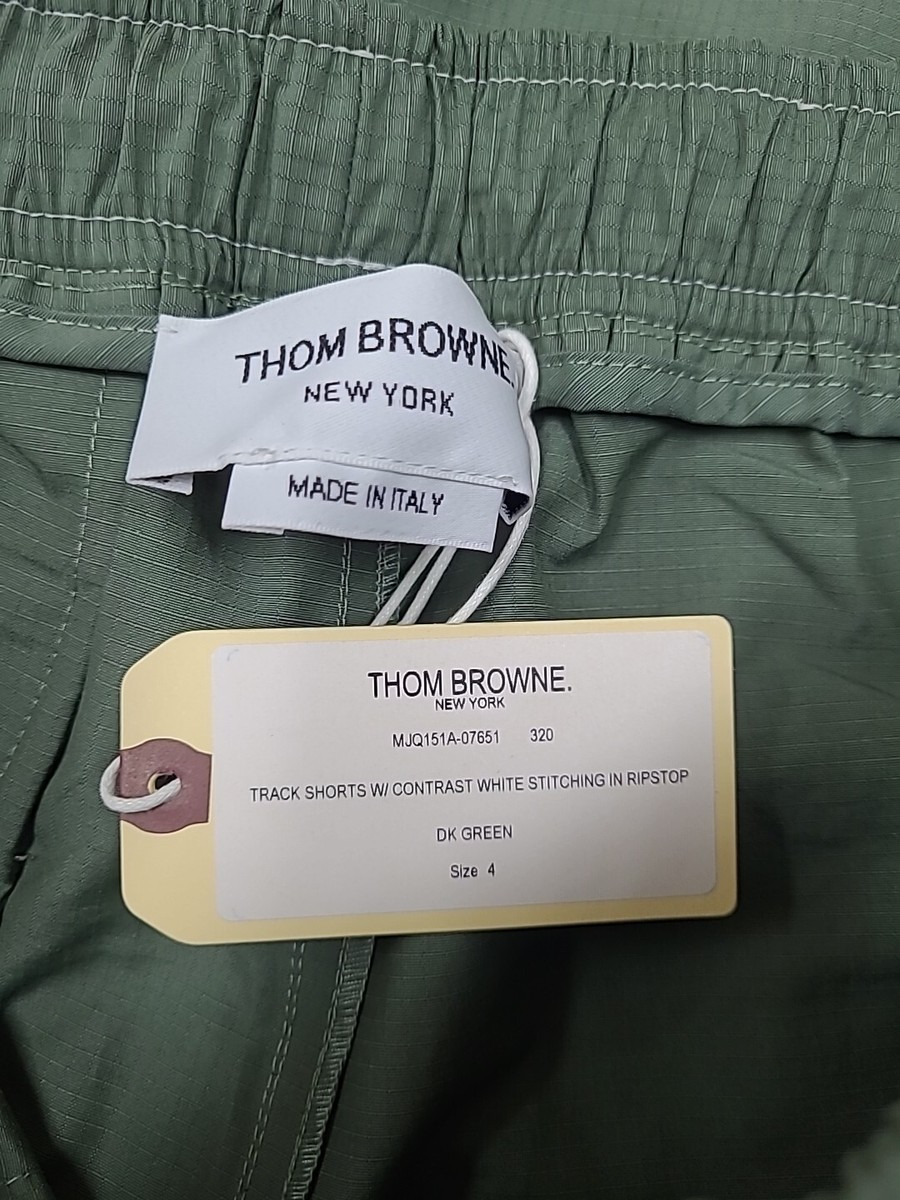 THOM BROWNE.
NEW YORK
MADE IN ITALY
THOM BROWNE.
NEW YORK
MJQ151A-07651 320
TRACK SHORTS W/ CONTRAST WHITE STITCHING IN RIPSTOP
DK GREEN
Size 4